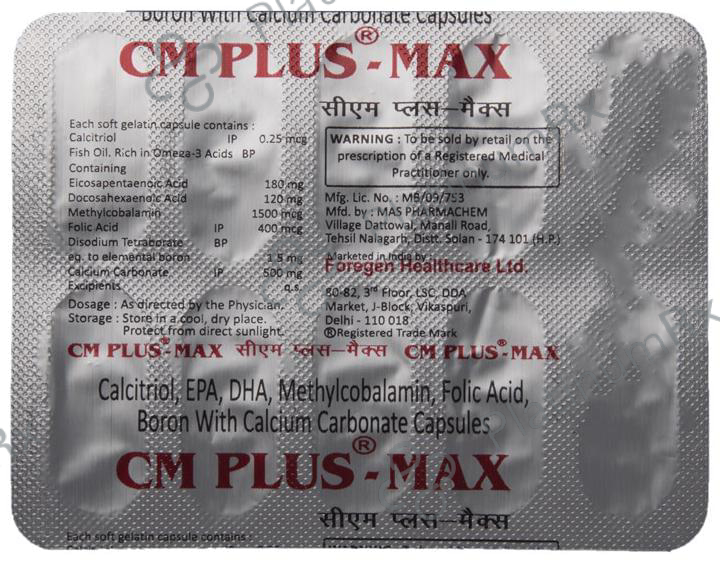 Boron With Calcium Carbonate Capsules
CM PLUS®-MAX
सीएम प्लस-मैक्स
Each soft gelatin capsule contains :
Calcitriol IP 0.25 mcg
Fish Oil. Rich in Omega-3 Acids BP
Containing
Eicosapentaenoic Acid 180 mg
Docosahexaenoic Acid 120 mg
Methylcobalamin 1500 mcg
Folic Acid IP 400 mcg
Disodium Tetraborate BP
eq. to elemental boron 1.5 mg
Calcium Carbonate IP 500 mg
Excipients q.s.
Dosage : As directed by the Physician.
Storage : Store in a cool, dry place.
Protect from direct sunlight.
WARNING : To be sold by retail on the
prescription of a Registered Medical
Practitioner only.
Mfg. Lic. No. : MB/09/753
Mfd. by : MAS PHARMACHEM
Village Dattowal, Manali Road,
Tehsil Nalagarh, Distt. Solan - 174 101 (H.P.)
Marketed in India by :
Foregen Healthcare Ltd.
80-82, 3rd Floor, LSC, DDA
Market, J-Block, Vikaspuri,
Delhi - 110 018
®Registered Trade Mark
CM PLUS®-MAX सीएम प्लस-मैक्स CM PLUS®-MAX
Calcitriol, EPA, DHA, Methylcobalamin, Folic Acid,
Boron With Calcium Carbonate Capsules
CM PLUS®-MAX
सीएम प्लस-मैक्स
Each soft gelatin capsule contains :